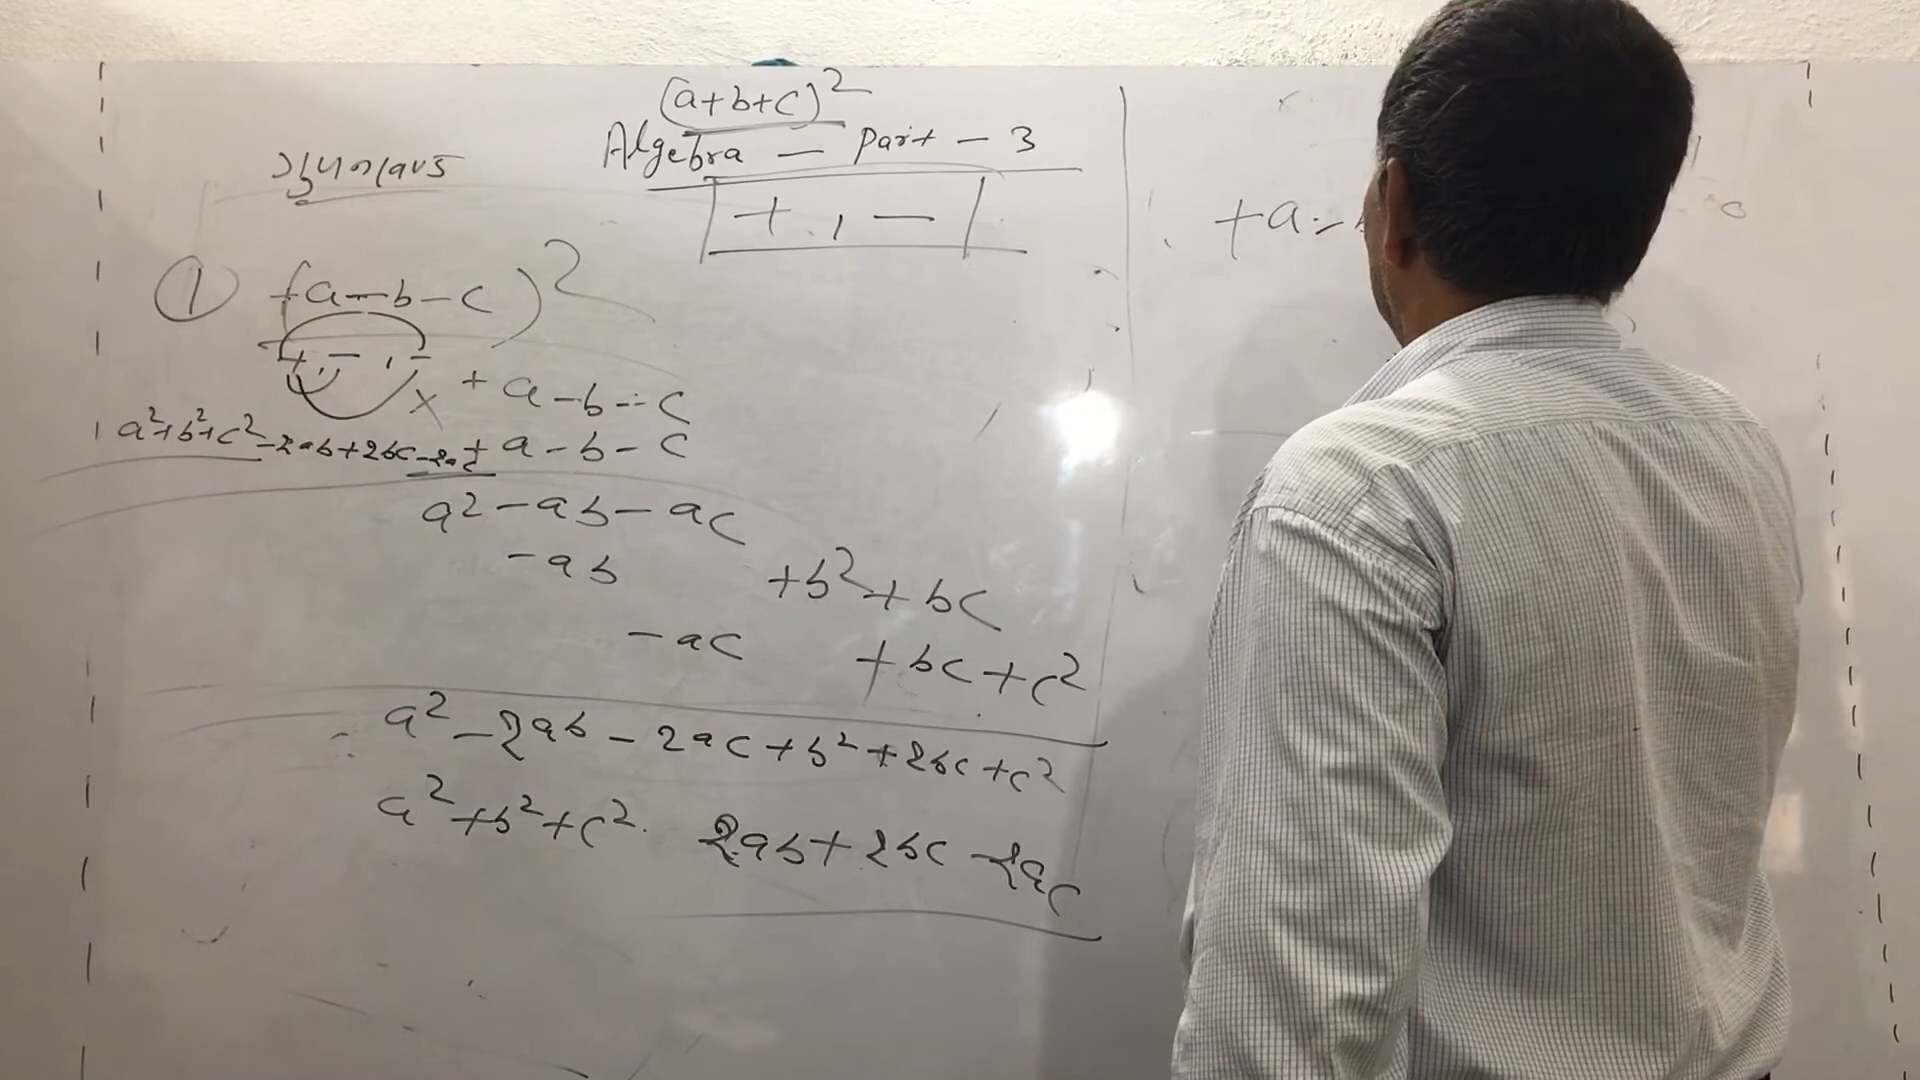 (a+b+c)²
Algebra — Part - 3
+ , —
① +(a-b-c)²
+, -, -
× + a-b-c
a²+b²+c²-2ab+2bc-2ac + a-b-c
a²-ab-ac
-ab +b²+bc
-ac +bc+c²
a²-2ab-2ac+b²+2bc+c²
a²+b²+c². 2ab+2bc-2ac
+a-